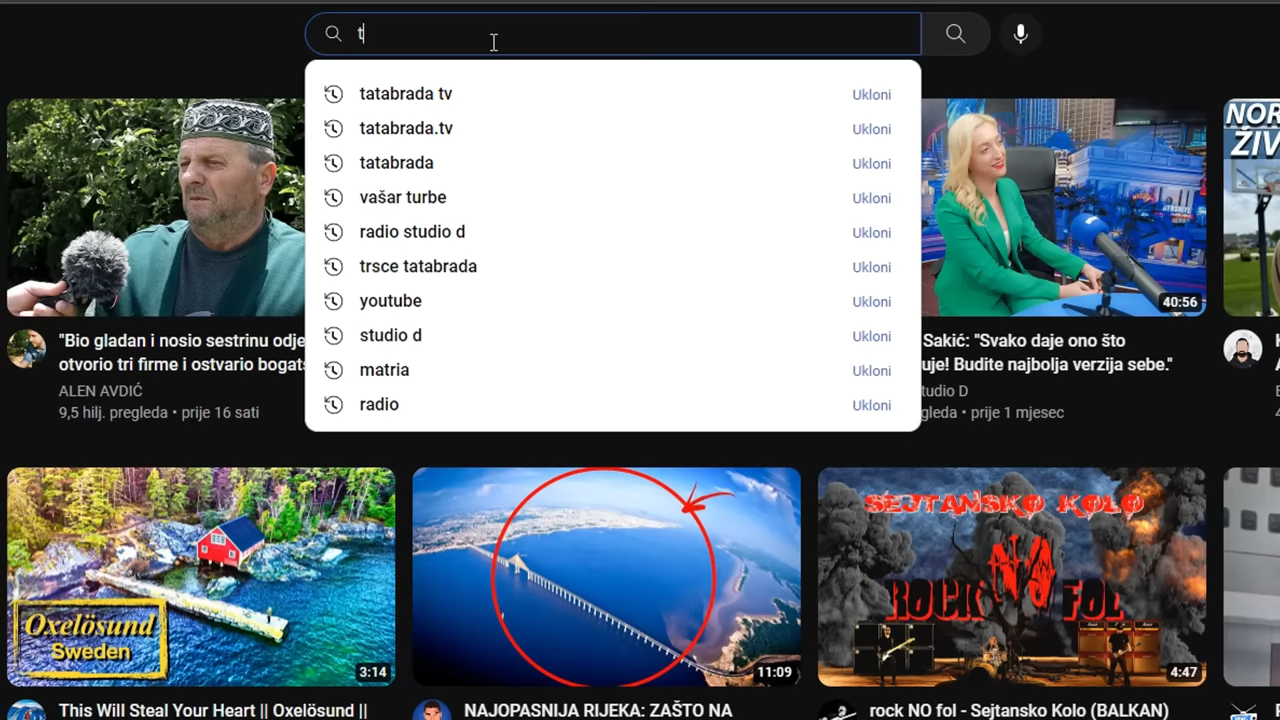 t
tatabrada tv
Ukloni
tatabrada.tv
Ukloni
tatabrada
Ukloni
vašar turbe
Ukloni
radio studio d
Ukloni
trsce tatabrada
Ukloni
youtube
Ukloni
studio d
Ukloni
matria
Ukloni
radio
Ukloni
40:56
NOR
ŽIV
"Bio gladan i nosio sestrinu odje
otvorio tri firme i ostvario bogats
ALEN AVDIĆ
9,5 hilj. pregleda • prije 16 sati
Sakić: "Svako daje ono što
uje! Budite najbolja verzija sebe."
tudio D
gleda • prije 1 mjesec
Oxelösund
Sweden
3:14
11:09
SEJTANSKO KOLO
ROCK NO FOL
4:47
This Will Steal Your Heart || Oxelösund ||
NAJOPASNIJA RIJEKA: ZAŠTO NA
rock NO fol - Sejtansko Kolo (BALKAN)